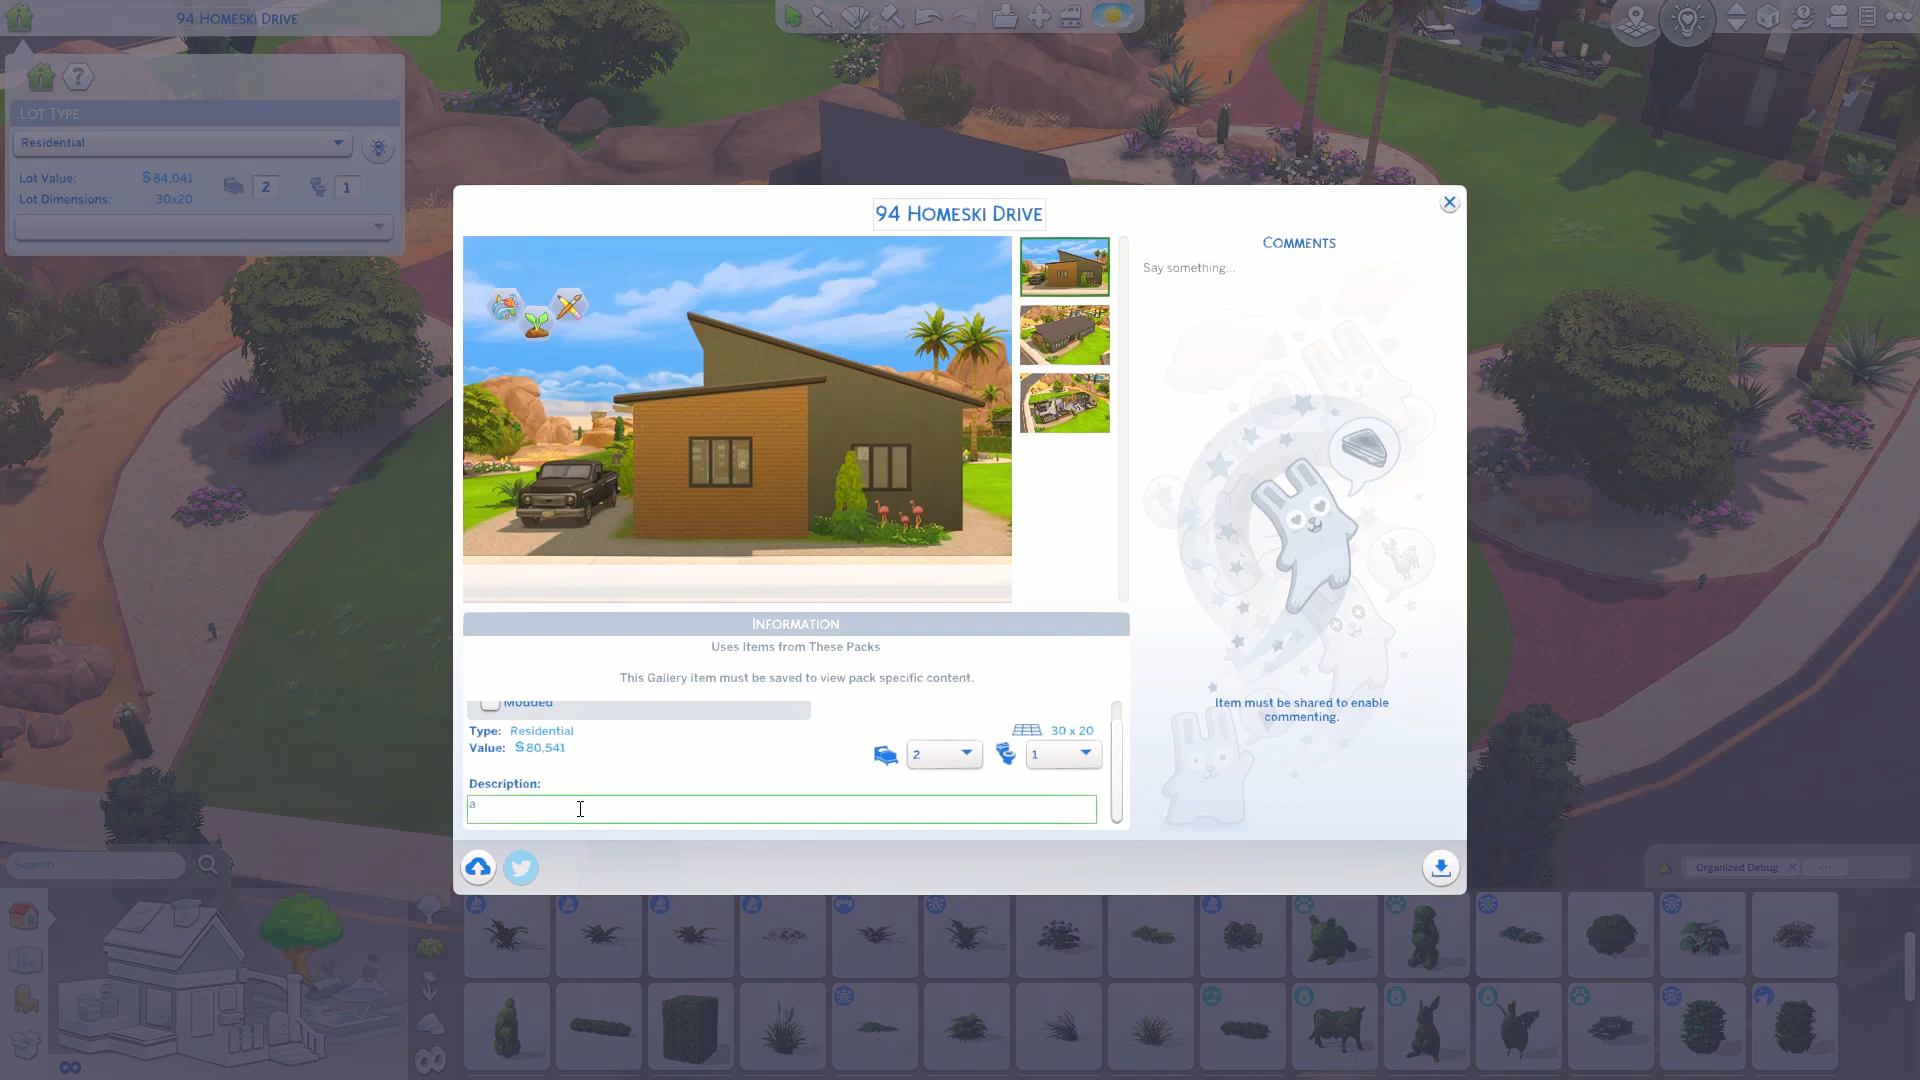 94 Homeski Drive
Lot Type
Residential
Lot Value: §84,041
2
1
Lot Dimensions: 30x20
94 Homeski Drive
Comments
Say something...
Information
Uses Items from These Packs
This Gallery item must be saved to view pack specific content.
Modded
Type: Residential
30 x 20
Value: §80,541
2
1
Description:
a
Item must be shared to enable
commenting.
Search
Organized Debug
...